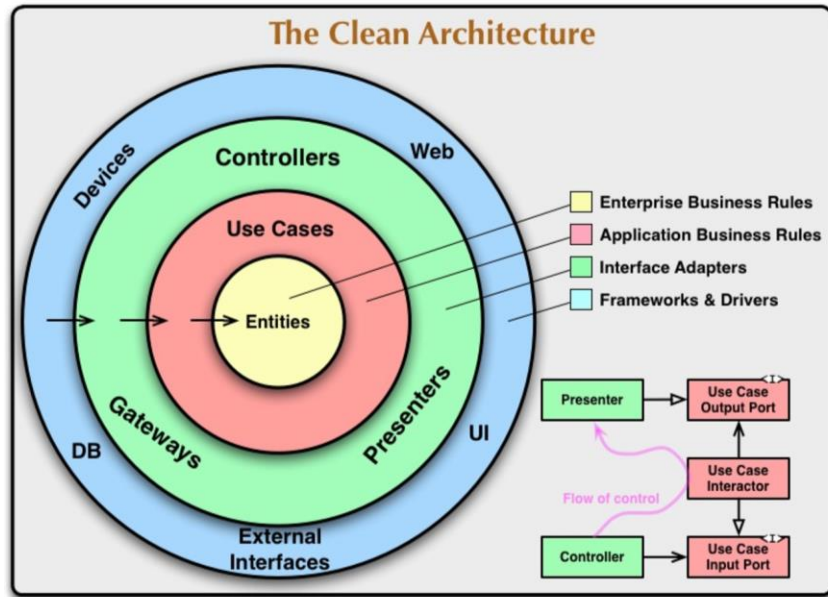 The Clean Architecture
Devices
Web
Controllers
Use Cases
Entities
Gateways
Presenters
DB
UI
External
Interfaces
Enterprise Business Rules
Application Business Rules
Interface Adapters
Frameworks & Drivers
Presenter
Use Case
Output Port
Flow of control
Use Case
Interactor
Controller
Use Case
Input Port